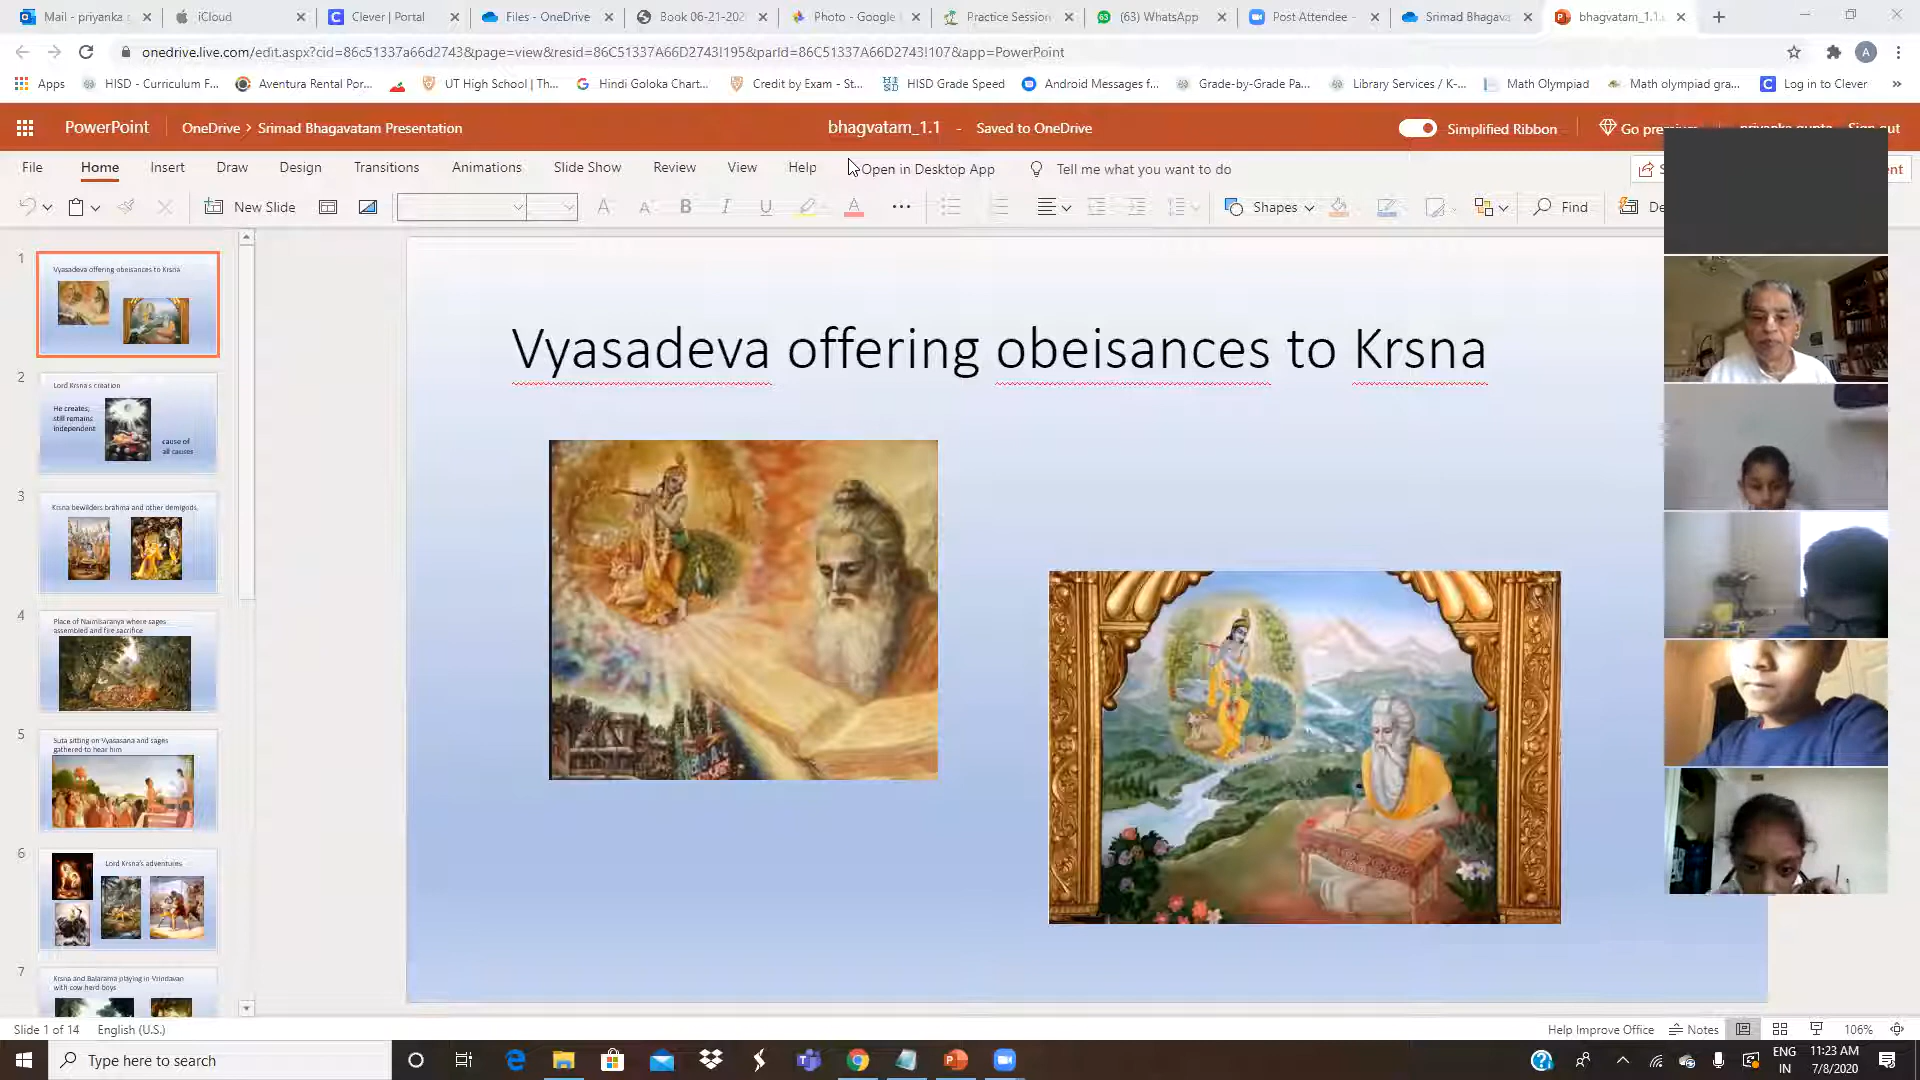 Mail - priyanka
iCloud
Clever | Portal
Files - OneDrive
Book 06-21-202
Photo - Google
Practice Session
(63) WhatsApp
Post Attendee -
Srimad Bhagava
bhagvatam_1.1
onedrive.live.com/edit.aspx?cid=86c51337a66d2743&page=view&resid=86C51337A66D2743!195&parId=86C51337A66D2743!107&app=PowerPoint
A
Apps
HISD - Curriculum F...
Aventura Rental Por...
UT High School | Th...
Hindi Goloka Chart...
Credit by Exam - St...
HISD Grade Speed
Android Messages f...
Grade-by-Grade Pa...
Library Services / K-...
Math Olympiad
Math olympiad gra...
Log in to Clever
PowerPoint
OneDrive > Srimad Bhagavatam Presentation
bhagvatam_1.1 - Saved to OneDrive
Simplified Ribbon
Go
File Home Insert Draw Design Transitions Animations Slide Show Review View Help
Open in Desktop App
Tell me what you want to do
New Slide
Shapes
Find
De
1
Vyasadeva offering obeisances to Krsna
2
Lord Krsna's creation
He creates;
still remains
independent
cause of
all causes
3
Krsna bewilders brahma and other demigods.
4
Place of Naimisaranya where sages
assembled and fire sacrifice
5
Suta sitting on Vyasasana and sages
gathered to hear him
6
Lord Krsna's adventures
7
Krsna and Balarama playing in Vrindavan
with cow herd boys
Vyasadeva offering obeisances to Krsna
Slide 1 of 14
English (U.S.)
Help Improve Office
Notes
106%
Type here to search
ENG
IN
11:23 AM
7/8/2020